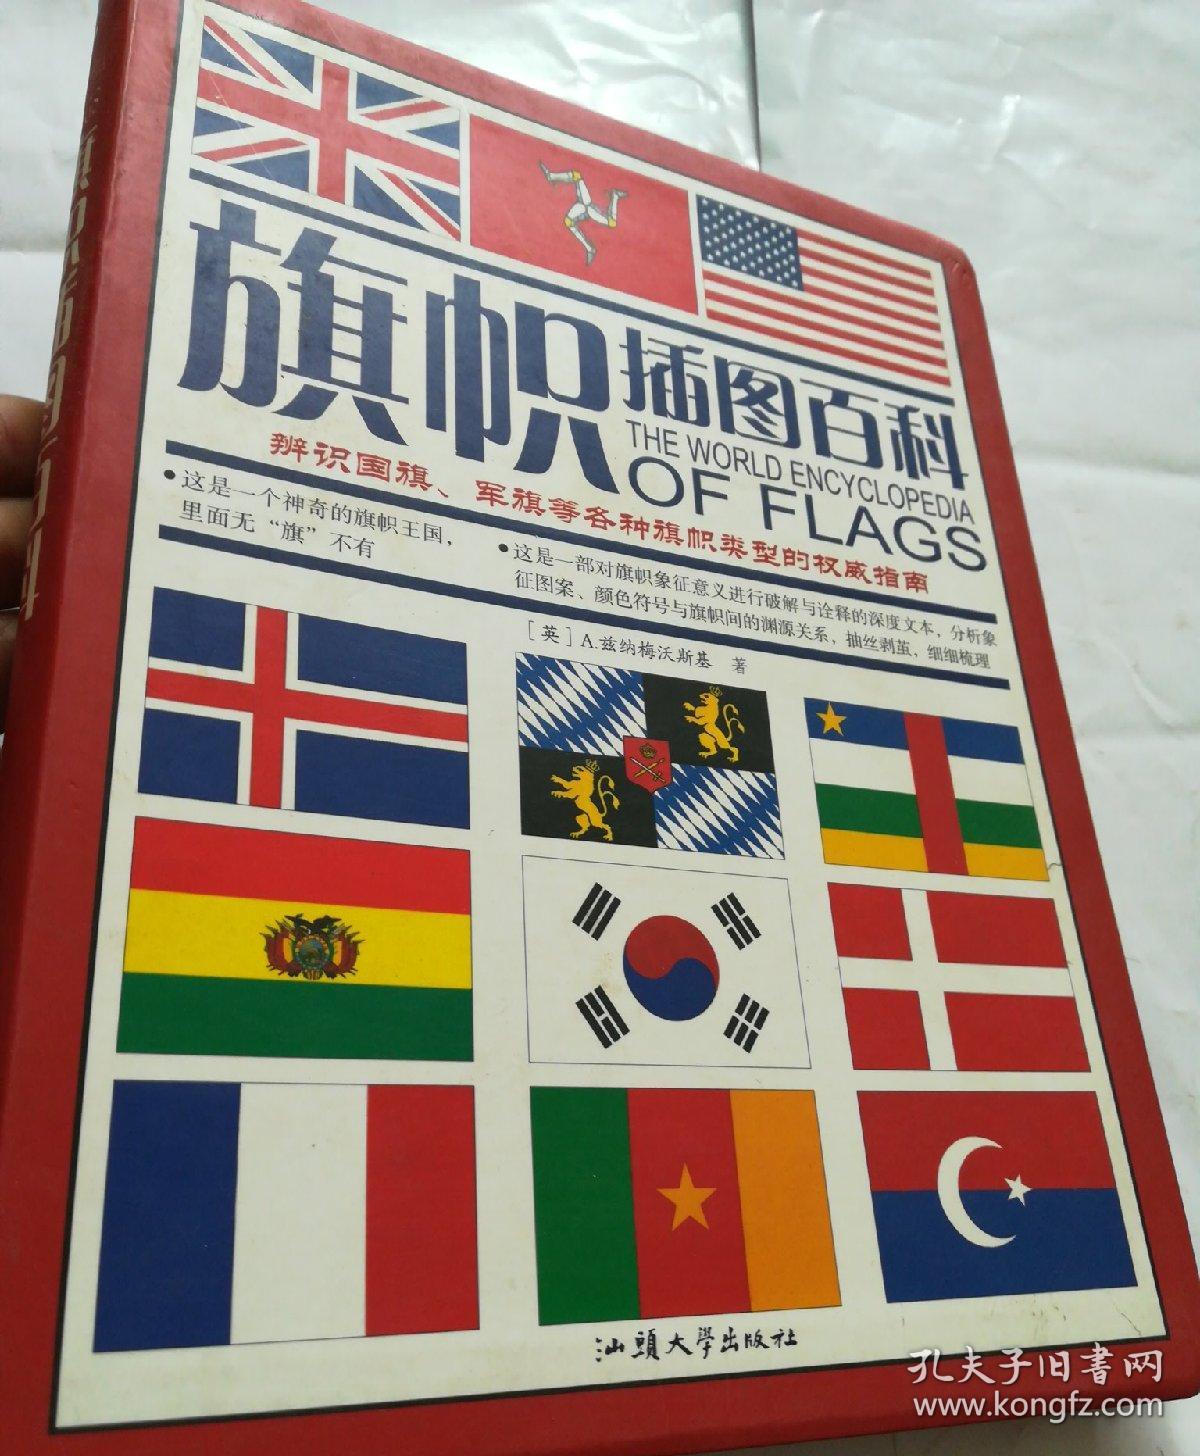 旗帜插图百科
THE WORLD ENCYCLOPEDIA
OF FLAGS
辨识国旗、军旗等各种旗帜类型的权威指南
•这是一个神奇的旗帜王国，
里面无“旗”不有
•这是一部对旗帜象征意义进行破解与诠释的深度文本，分析象
征图案、颜色符号与旗帜间的渊源关系，抽丝剥茧，细细梳理
［英］A.兹纳梅沃斯基 著
汕頭大學出版社
孔夫子旧書网
www.kongfz.com